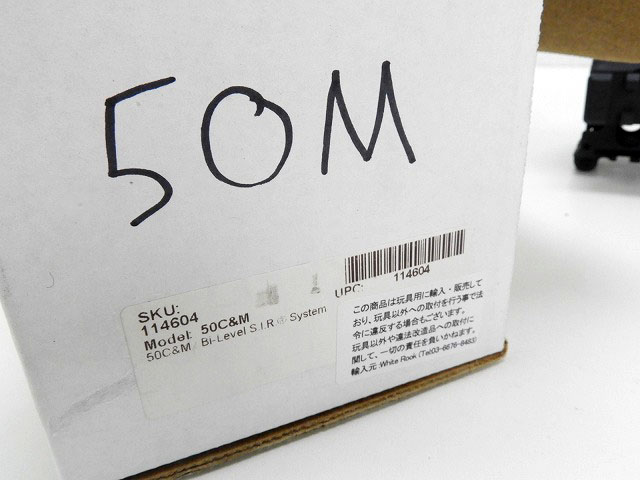 50M
SKU:
114604
Model: 50C&M
50C&M Bi-Level S.I.R.® System
UPC: 114604
この商品は玩具用に輸入・販売して
おり、玩具以外への取付を行う事で法
令に違反する場合もございます。
玩具以外や違法改造品への取付に
関して、一切の責任を負いかねます。
輸入元:White Rook (Tel:03-6676-8463)